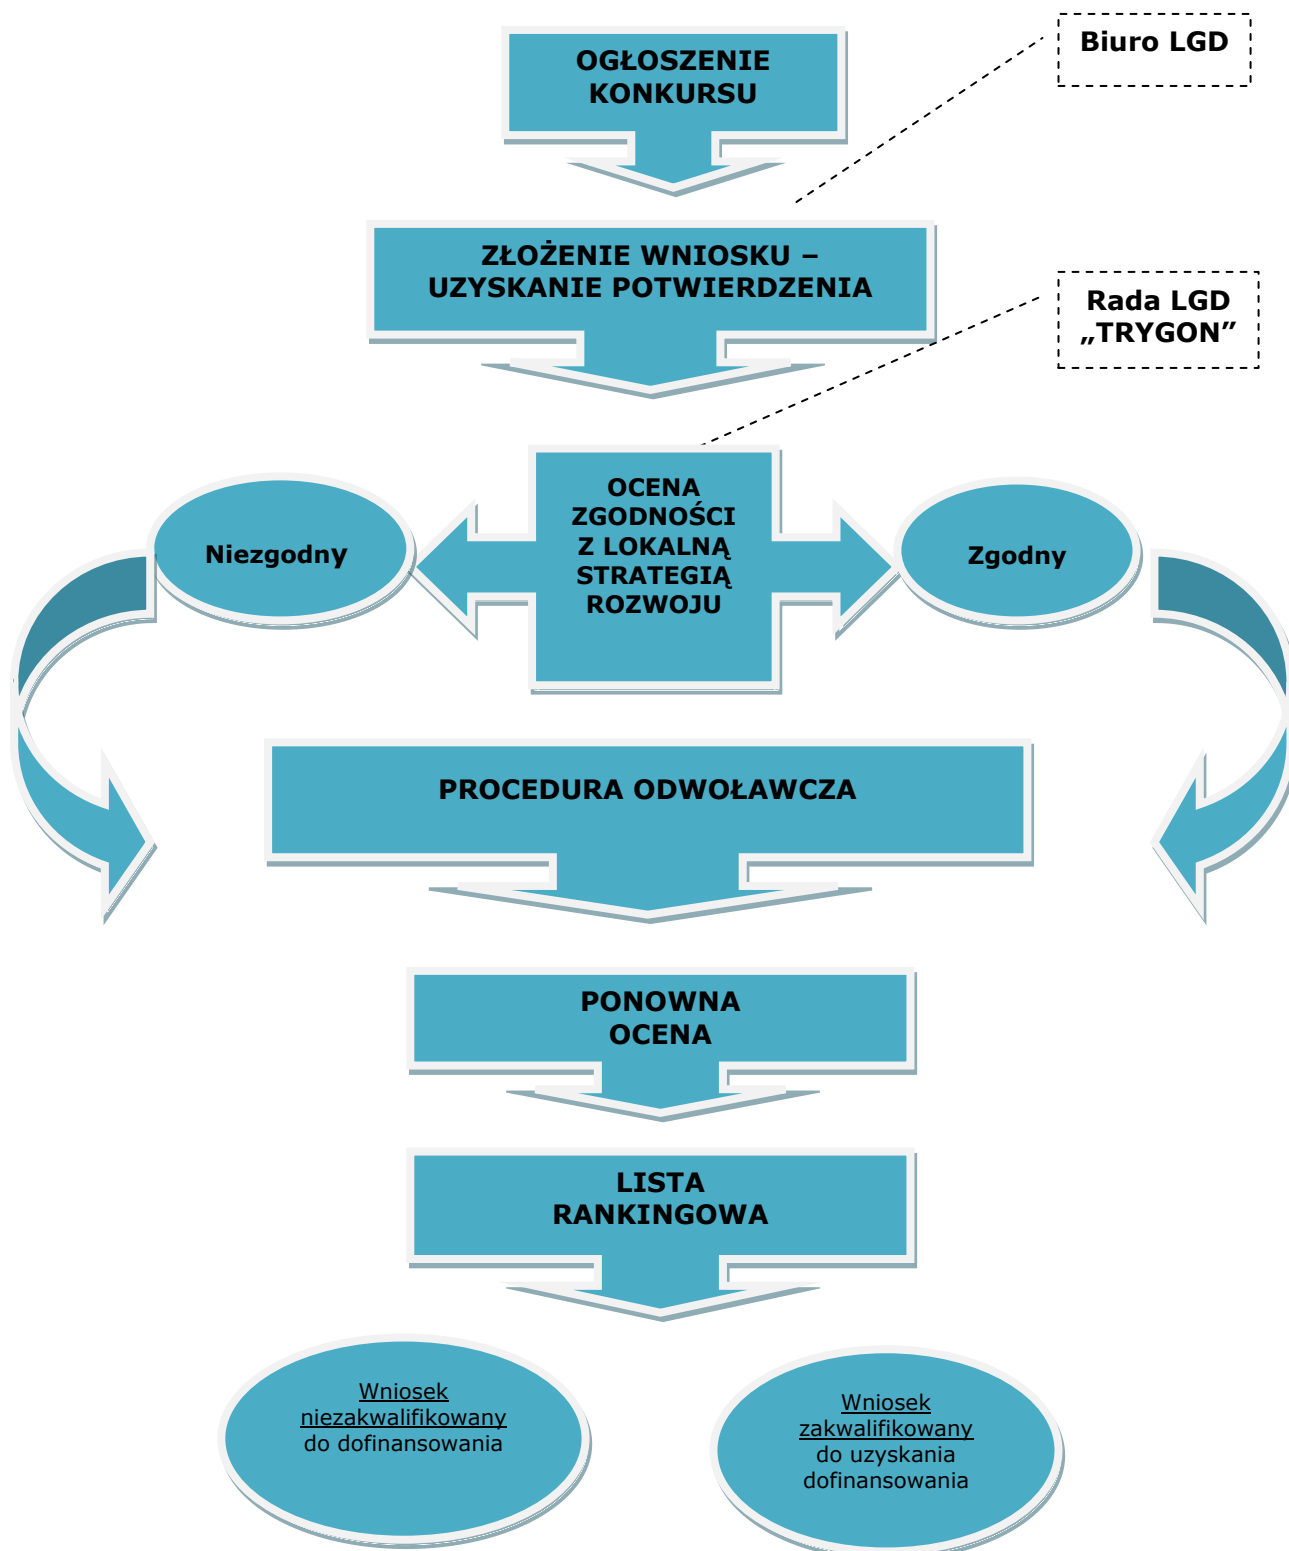 OGŁOSZENIE
KONKURSU
Biuro LGD
ZŁOŻENIE WNIOSKU –
UZYSKANIE POTWIERDZENIA
Rada LGD
„TRYGON”
OCENA
ZGODNOŚCI
Z LOKALNĄ
STRATEGIĄ
ROZWOJU
Niezgodny
Zgodny
PROCEDURA ODWOŁAWCZA
PONOWNA
OCENA
LISTA
RANKINGOWA
Wniosek
niezakwalifikowany
do dofinansowania
Wniosek
zakwalifikowany
do uzyskania
dofinansowania